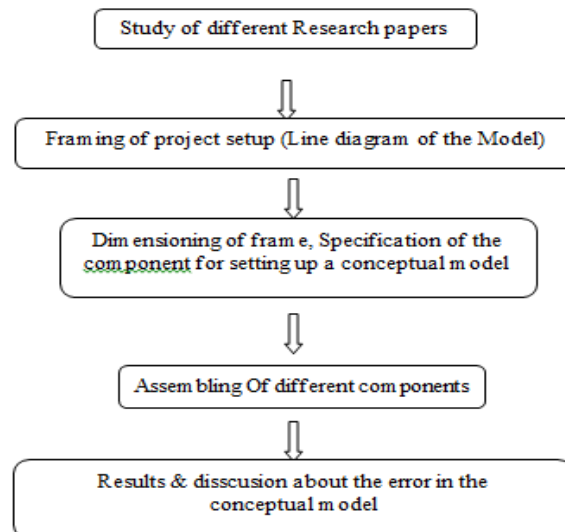 Study of different Research papers
Framing of project setup (Line diagram of the Model)
Dimensioning of frame, Specification of the
component for setting up a conceptual model
Assembling Of different components
Results & disscusion about the error in the
conceptual model